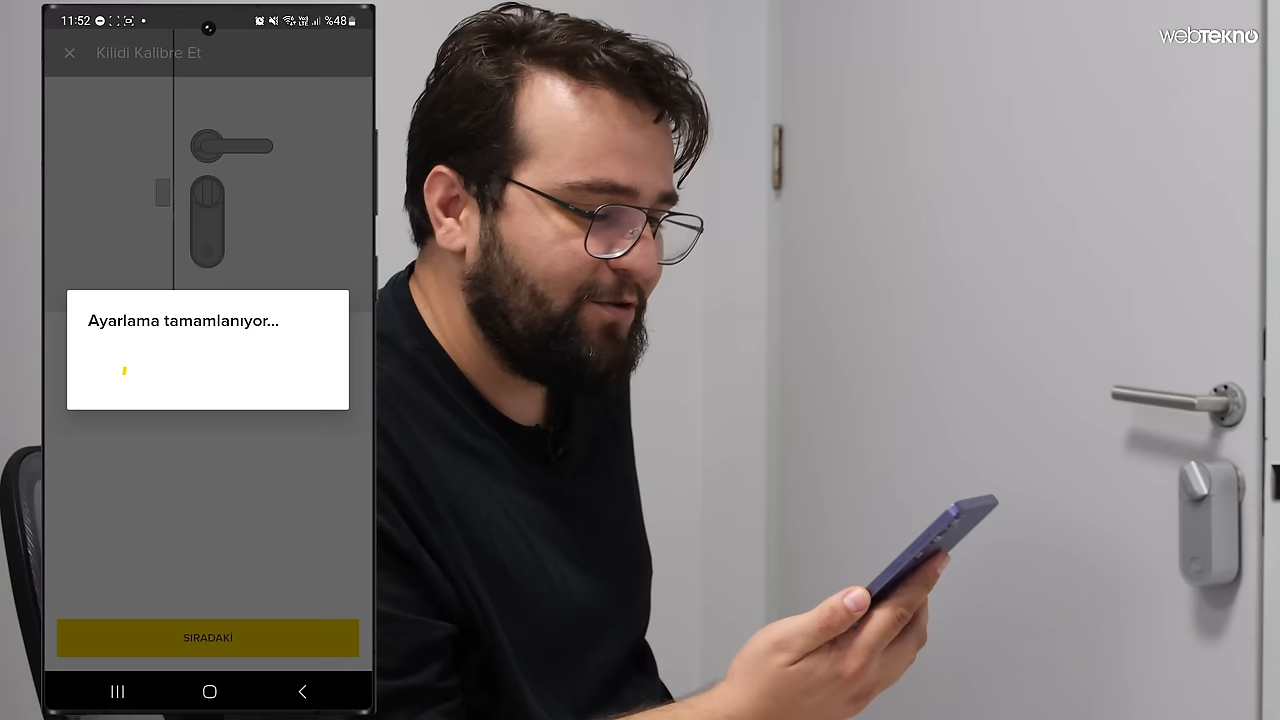 11:52
%48
Kilidi Kalibre Et
Ayarlama tamamlanıyor...
SIRADAKİ
webTEKNO